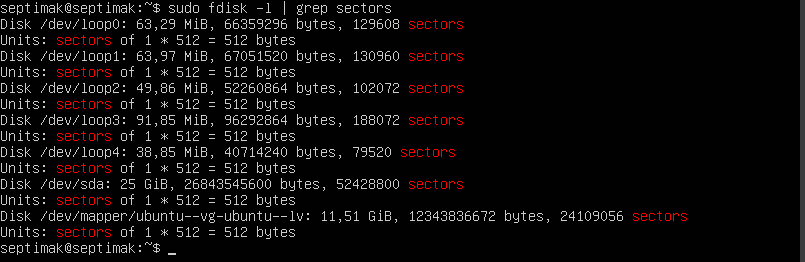 septimak@septimak:~$ sudo fdisk -l | grep sectors
Disk /dev/loop0: 63,29 MiB, 66359296 bytes, 129608 sectors
Units: sectors of 1 * 512 = 512 bytes
Disk /dev/loop1: 63,97 MiB, 67051520 bytes, 130960 sectors
Units: sectors of 1 * 512 = 512 bytes
Disk /dev/loop2: 49,86 MiB, 52260864 bytes, 102072 sectors
Units: sectors of 1 * 512 = 512 bytes
Disk /dev/loop3: 91,85 MiB, 96292864 bytes, 188072 sectors
Units: sectors of 1 * 512 = 512 bytes
Disk /dev/loop4: 38,85 MiB, 40714240 bytes, 79520 sectors
Units: sectors of 1 * 512 = 512 bytes
Disk /dev/sda: 25 GiB, 26843545600 bytes, 52428800 sectors
Units: sectors of 1 * 512 = 512 bytes
Disk /dev/mapper/ubuntu--vg-ubuntu--lv: 11,51 GiB, 12343836672 bytes, 24109056 sectors
Units: sectors of 1 * 512 = 512 bytes
septimak@septimak:~$ _